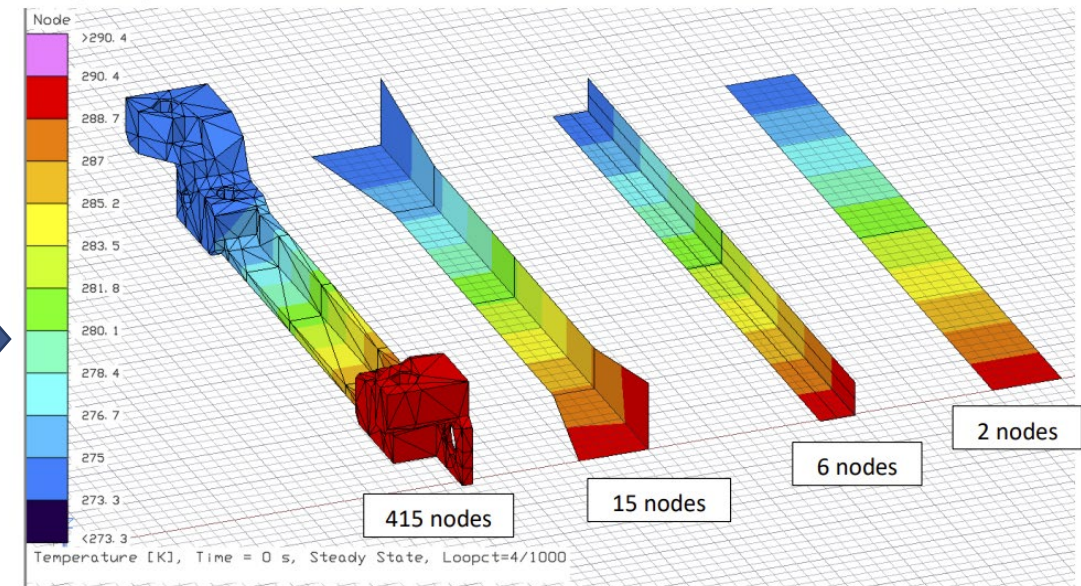 Node
>290.4
290.4
288.7
287
285.2
283.5
281.8
280.1
278.4
276.7
275
273.3
<273.3
415 nodes
15 nodes
6 nodes
2 nodes
Temperature [K], Time = 0 s, Steady State, Loopct=4/1000